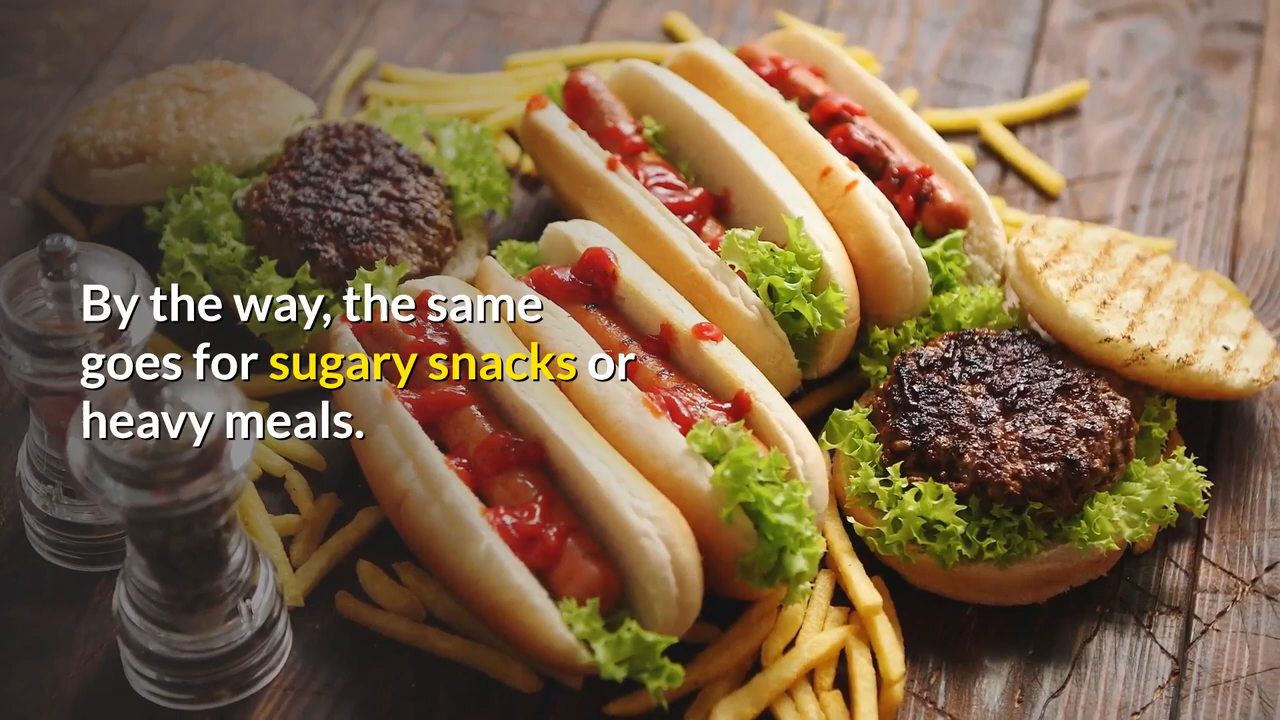 By the way, the same
goes for sugary snacks or
heavy meals.